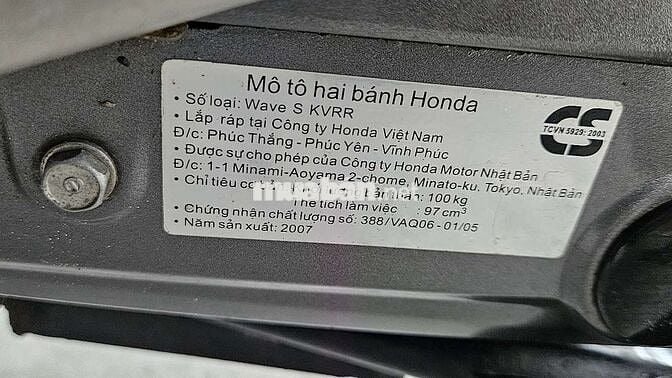 Mô tô hai bánh Honda
• Số loại: Wave S KVRR
• Lắp ráp tại Công ty Honda Việt Nam
Đ/c: Phúc Thắng - Phúc Yên - Vĩnh Phúc
• Được sự cho phép của Công ty Honda Motor Nhật Bản
Đ/c: 1-1 Minami-Aoyama 2-chome, Minato-ku, Tokyo, Nhật Bản
• Chỉ tiêu cơ bản: 100 kg
Thể tích làm việc : 97 cm³
• Chứng nhận chất lượng số: 388/VAQ06 - 01/05
• Năm sản xuất: 2007
CS
TCVN 5929: 2003
muaban.net